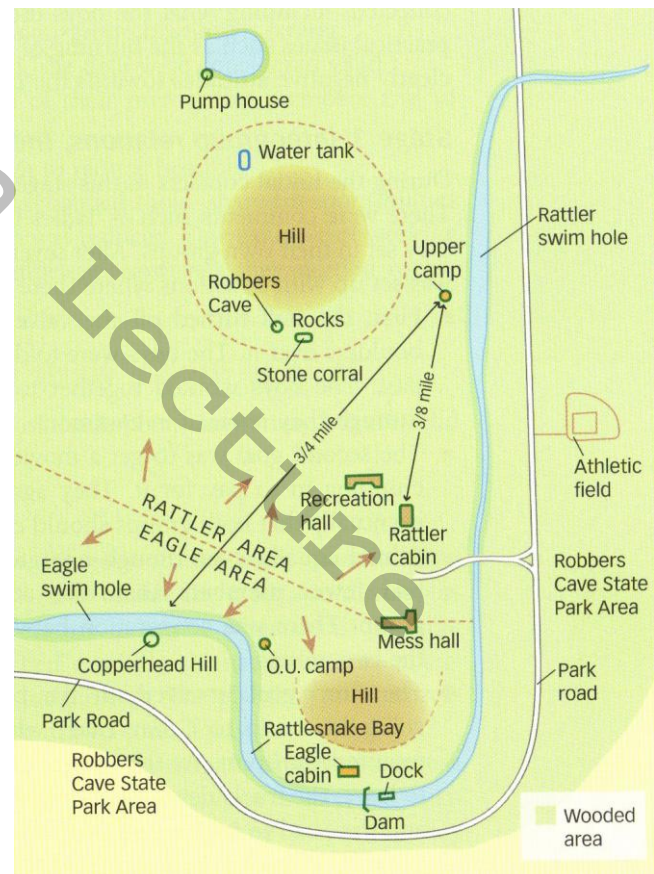 Pump house
Water tank
Hill
Rattler
swim hole
Upper
camp
Robbers
Cave
Rocks
Stone corral
3/4 mile
3/8 mile
Athletic
field
Recreation
hall
Rattler
cabin
RATTLER AREA
EAGLE AREA
Eagle
swim hole
Robbers
Cave State
Park Area
Mess hall
Copperhead Hill
O.U. camp
Park
road
Hill
Park Road
Rattlesnake Bay
Eagle
cabin
Dock
Robbers
Cave State
Park Area
Dam
Wooded
area
Lecture